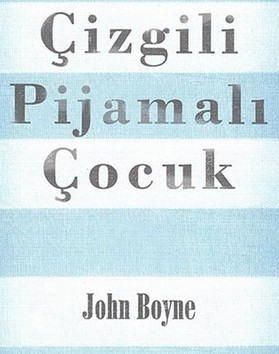 Çizgili
Pijamalı
Çocuk
John Boyne